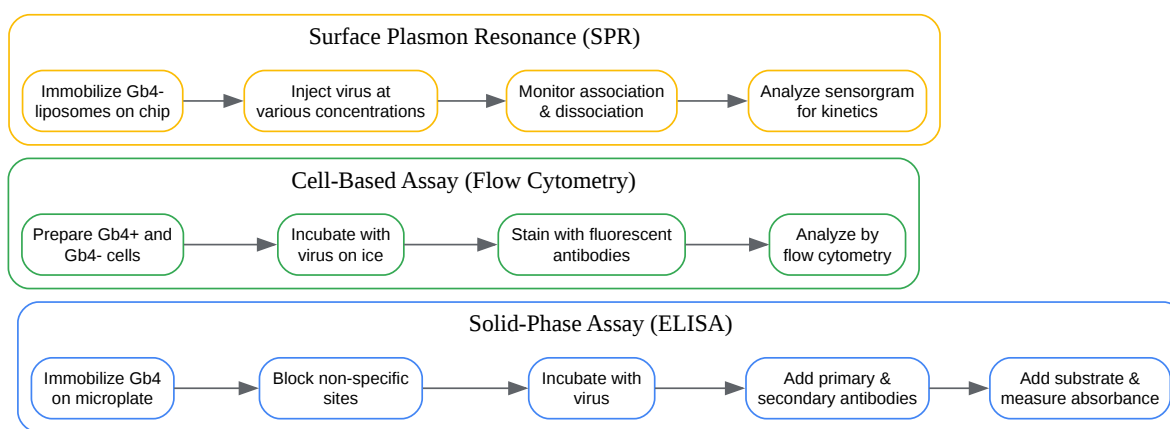 Surface Plasmon Resonance (SPR)
Immobilize Gb4-
liposomes on chip
Inject virus at
various concentrations
Monitor association
& dissociation
Analyze sensorgram
for kinetics
Cell-Based Assay (Flow Cytometry)
Prepare Gb4+ and
Gb4- cells
Incubate with
virus on ice
Stain with fluorescent
antibodies
Analyze by
flow cytometry
Solid-Phase Assay (ELISA)
Immobilize Gb4
on microplate
Block non-specific
sites
Incubate with
virus
Add primary &
secondary antibodies
Add substrate &
measure absorbance